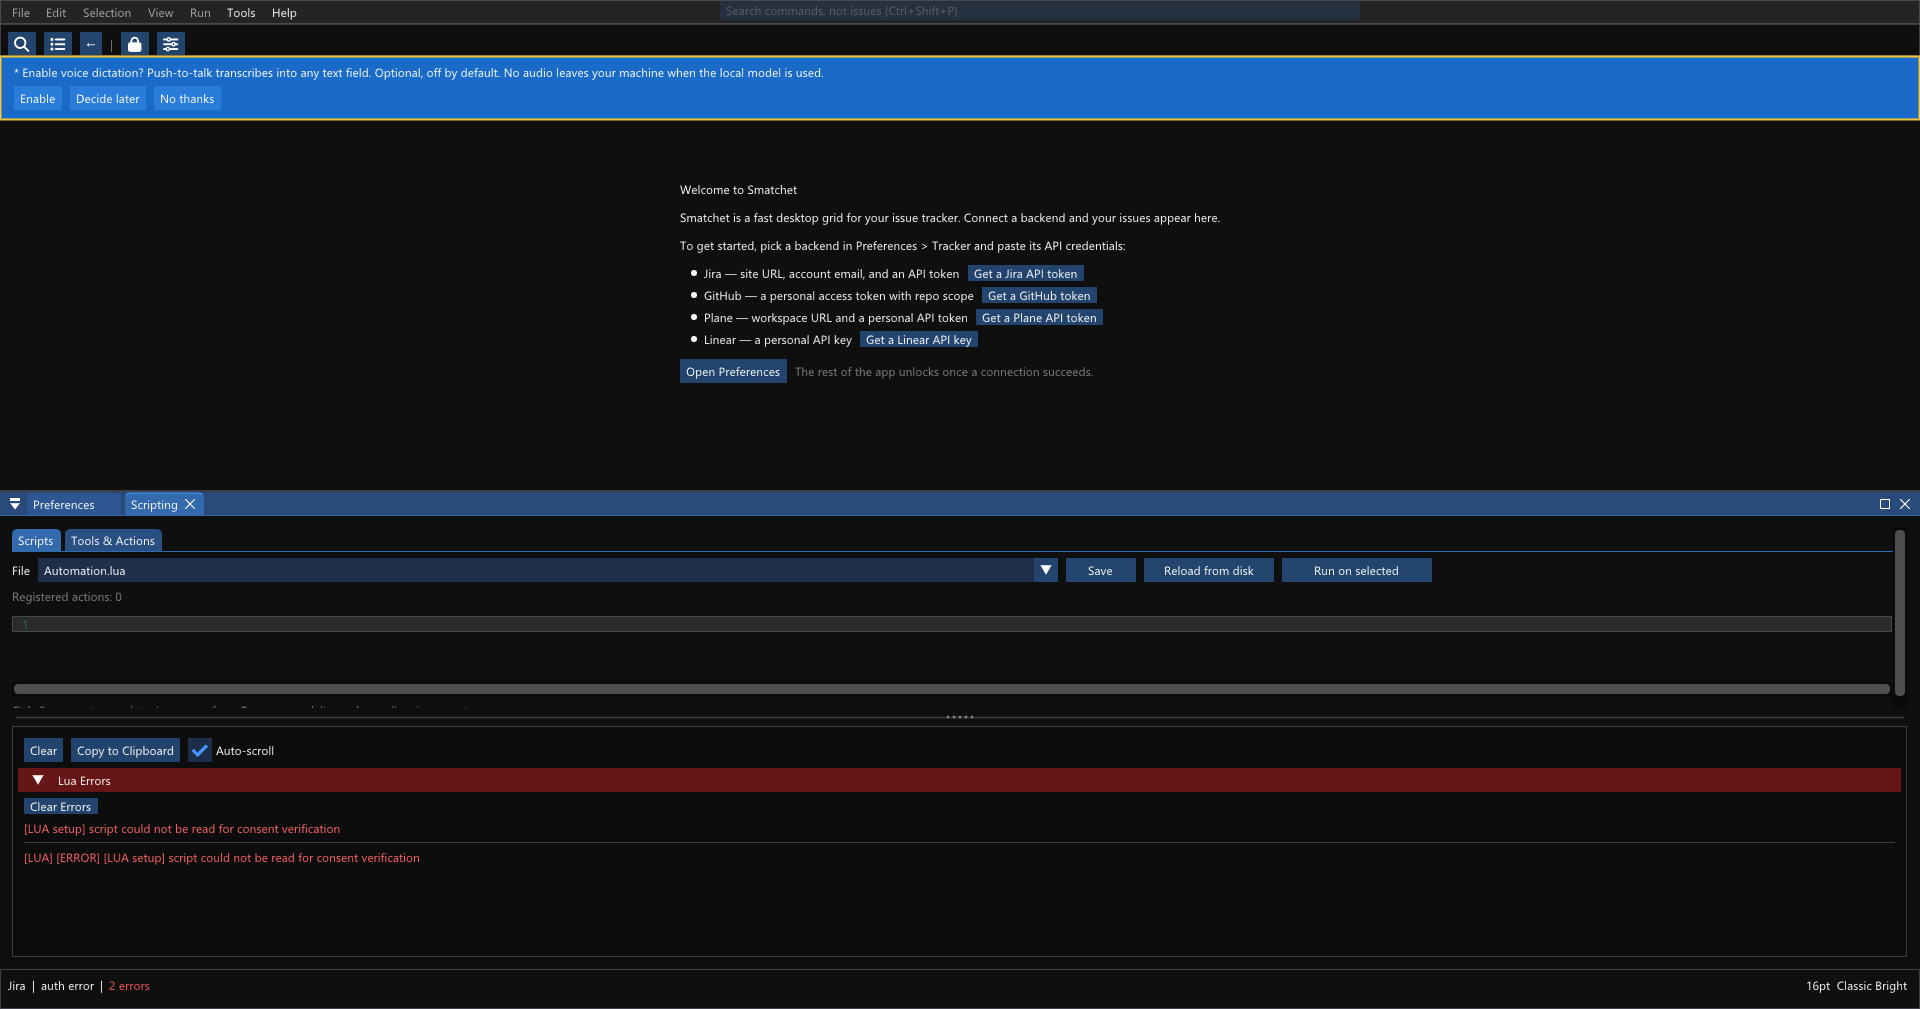 File Edit Selection View Run Tools Help
Search commands, not issues (Ctrl+Shift+P)
* Enable voice dictation? Push-to-talk transcribes into any text field. Optional, off by default. No audio leaves your machine when the local model is used.
Enable Decide later No thanks
Welcome to Smatchet
Smatchet is a fast desktop grid for your issue tracker. Connect a backend and your issues appear here.
To get started, pick a backend in Preferences > Tracker and paste its API credentials:
Jira — site URL, account email, and an API token Get a Jira API token
GitHub — a personal access token with repo scope Get a GitHub token
Plane — workspace URL and a personal API token Get a Plane API token
Linear — a personal API key Get a Linear API key
Open Preferences The rest of the app unlocks once a connection succeeds.
Preferences Scripting
Scripts Tools & Actions
File Automation.lua Save Reload from disk Run on selected
Registered actions: 0
1
Clear Copy to Clipboard Auto-scroll
Lua Errors
Clear Errors
[LUA setup] script could not be read for consent verification
[LUA] [ERROR] [LUA setup] script could not be read for consent verification
Jira | auth error | 2 errors
16pt Classic Bright